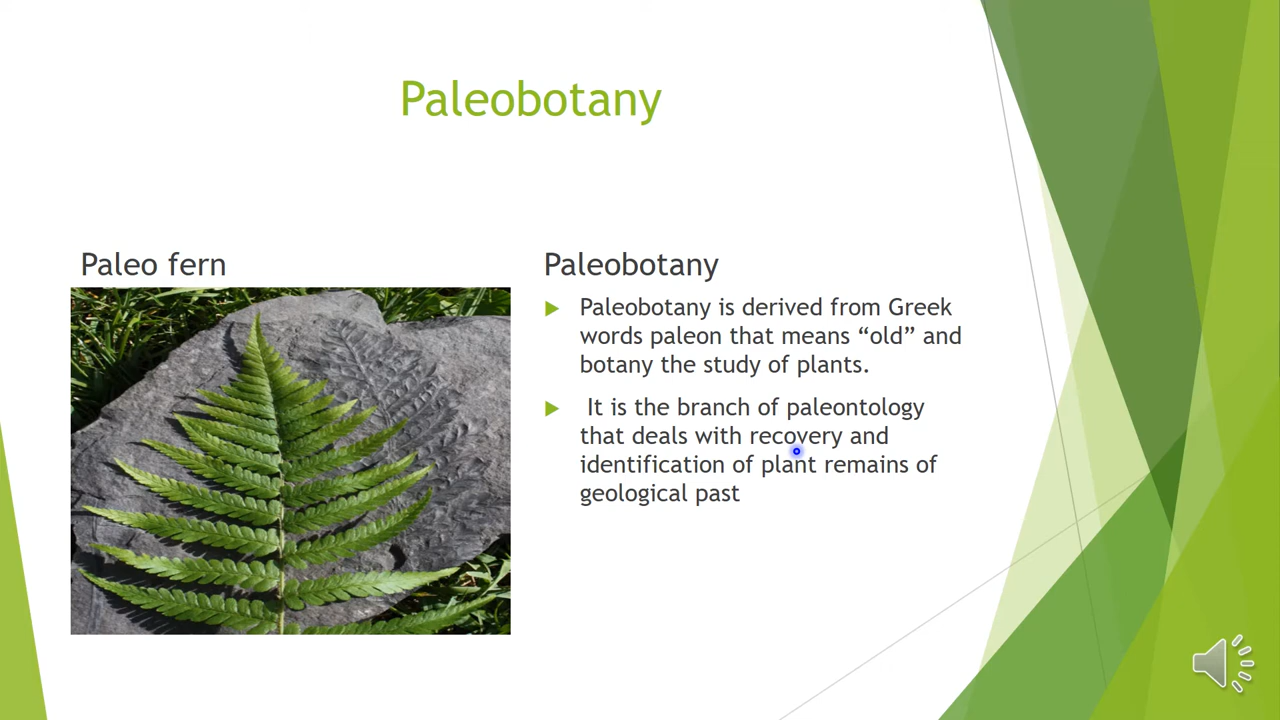 Paleobotany
Paleo fern
Paleobotany
Paleobotany is derived from Greek
words paleon that means “old” and
botany the study of plants.
It is the branch of paleontology
that deals with recovery and
identification of plant remains of
geological past